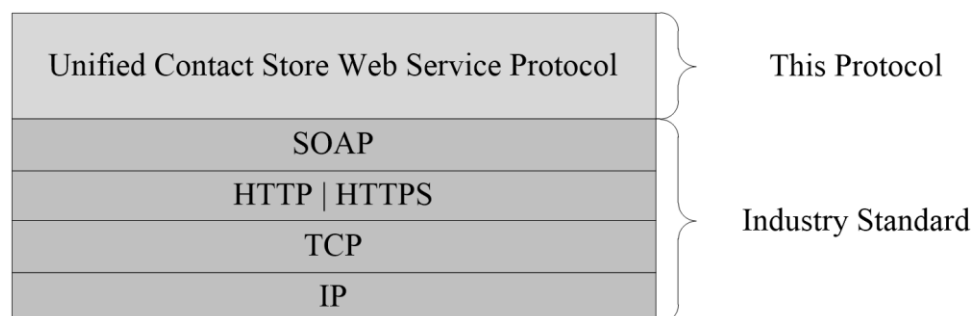 Unified Contact Store Web Service Protocol
This Protocol
SOAP
HTTP | HTTPS
TCP
IP
Industry Standard